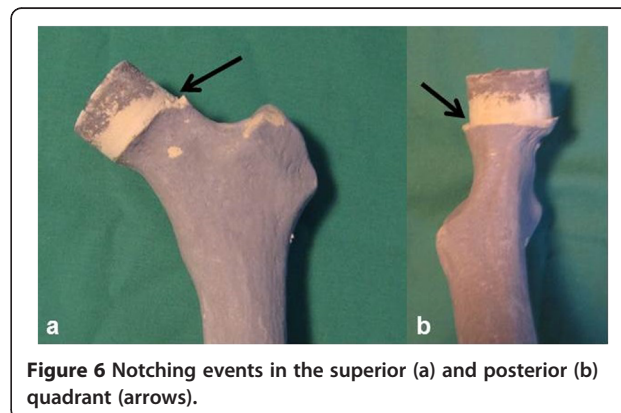 a
b
Figure 6 Notching events in the superior (a) and posterior (b)
quadrant (arrows).